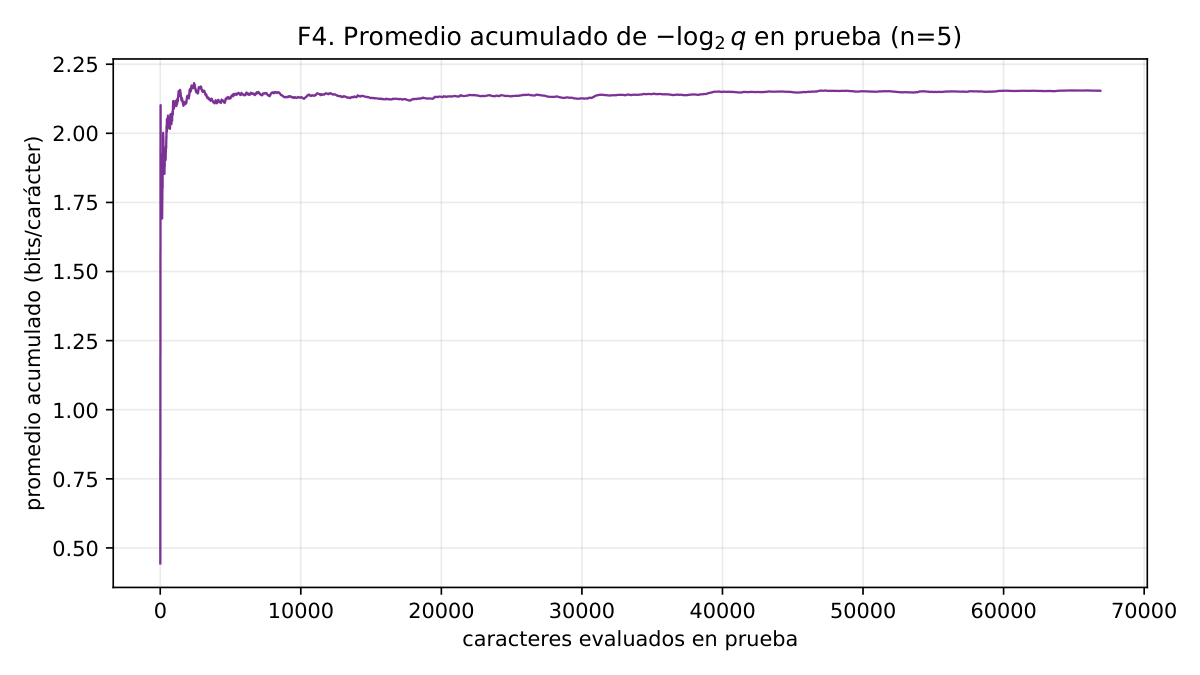 F4. Promedio acumulado de −log₂ q en prueba (n=5)
2.25
2.00
1.75
1.50
1.25
1.00
0.75
0.50
promedio acumulado (bits/carácter)
0 10000 20000 30000 40000 50000 60000 70000
caracteres evaluados en prueba